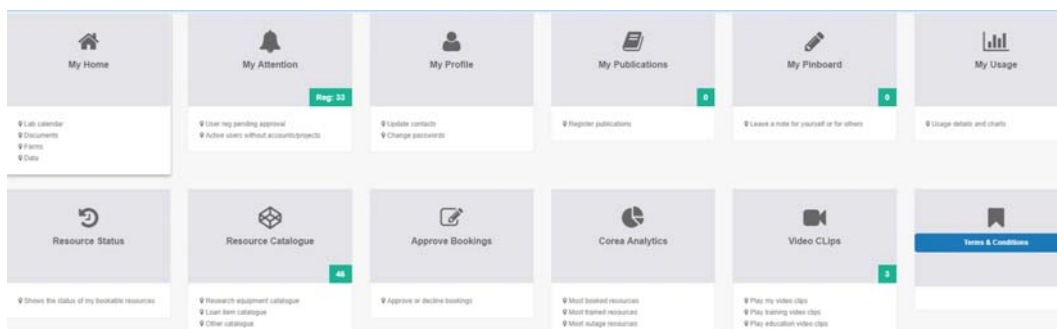 My Home
My Attention
My Profile
My Publications
My Pinboard
My Usage
Reg: 33
0
0
Lab calendar
Documents
Forms
Data
User reg pending approval
Active users without accounts/projects
Update contacts
Change passwords
Register publications
Leave a note for yourself or for others
Usage details and charts
Resource Status
Resource Catalogue
Approve Bookings
Corea Analytics
Video CLips
Terms & Conditions
46
3
Shows the status of my bookable resources
Research equipment catalogue
Loan item catalogue
Other catalogue
Approve or decline bookings
Most booked resources
Most trained resources
Most outage resources
Play my video clips
Play training video clips
Play education video clips